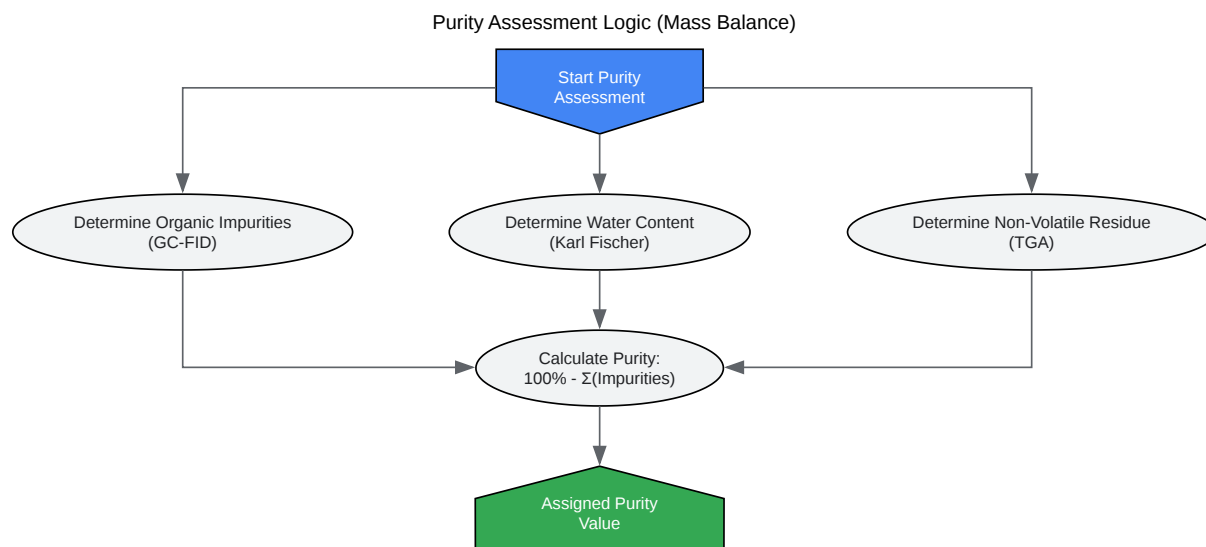 Purity Assessment Logic (Mass Balance)
Start Purity
Assessment
Determine Organic Impurities
(GC-FID)
Determine Water Content
(Karl Fischer)
Determine Non-Volatile Residue
(TGA)
Calculate Purity:
100% - Σ(Impurities)
Assigned Purity
Value